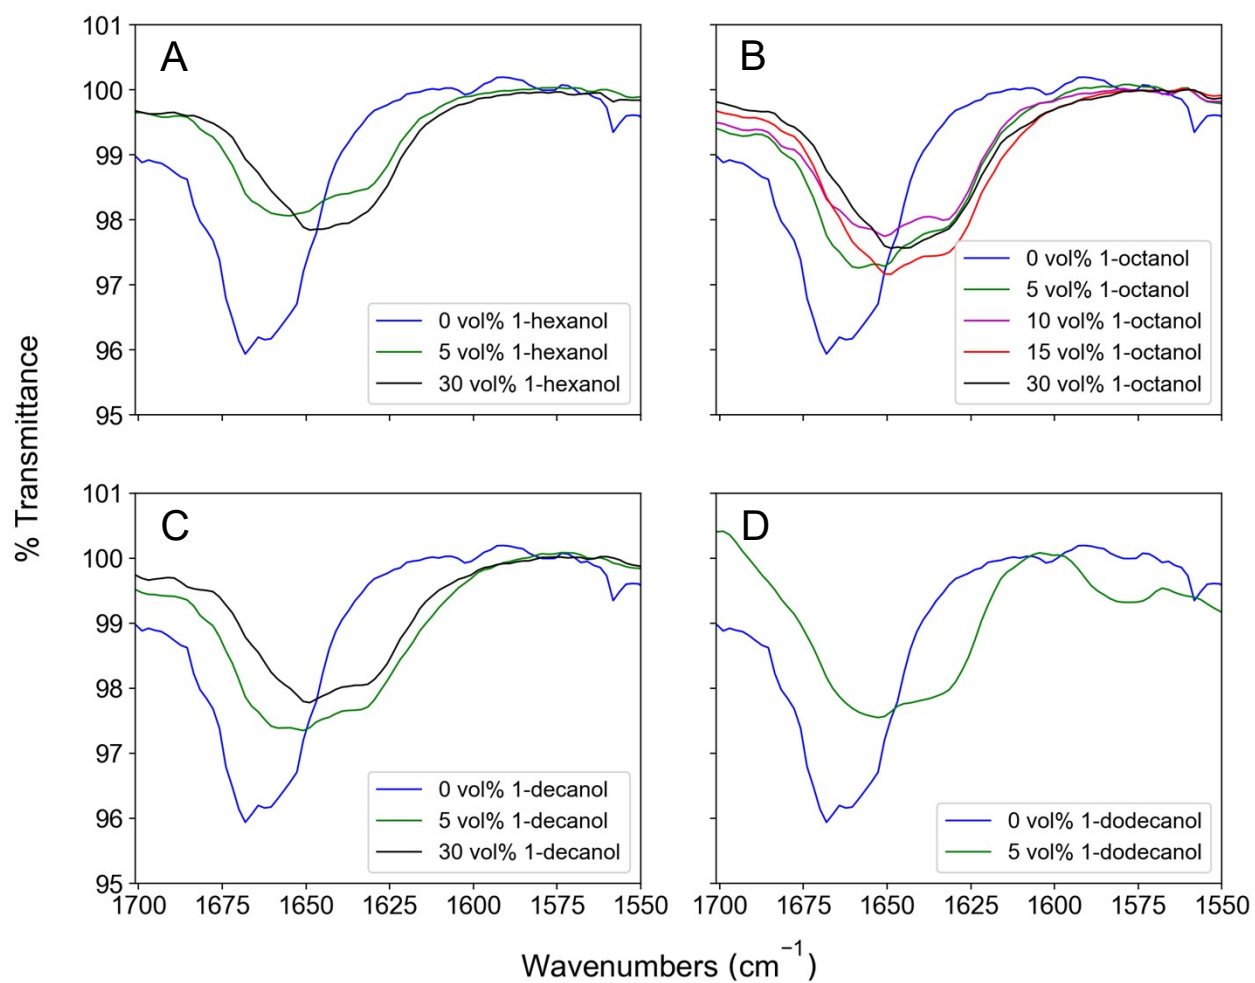 % Transmittance
A
101
100
99
98
97
96
95
0 vol% 1-hexanol
5 vol% 1-hexanol
30 vol% 1-hexanol
B
0 vol% 1-octanol
5 vol% 1-octanol
10 vol% 1-octanol
15 vol% 1-octanol
30 vol% 1-octanol
C
101
100
99
98
97
96
95
0 vol% 1-decanol
5 vol% 1-decanol
30 vol% 1-decanol
1700 1675 1650 1625 1600 1575 1550
D
0 vol% 1-dodecanol
5 vol% 1-dodecanol
1700 1675 1650 1625 1600 1575 1550
Wavenumbers (cm⁻¹)